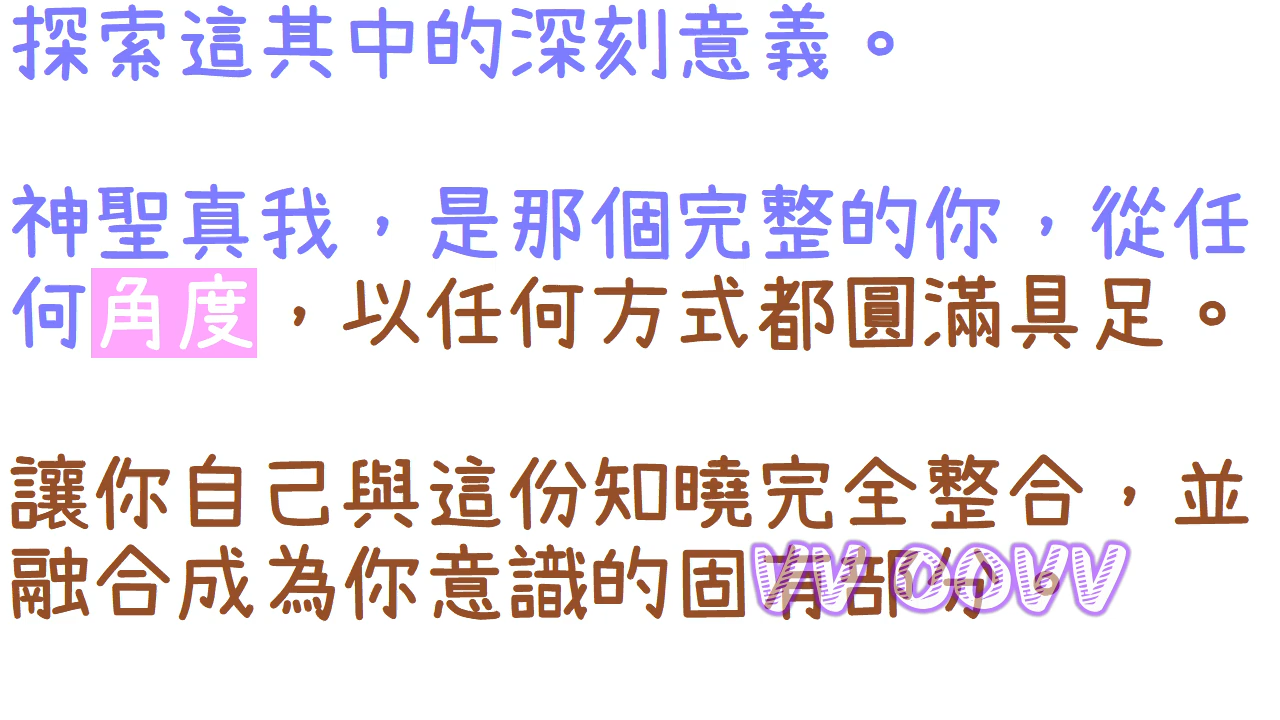 探索這其中的深刻意義。
神聖真我，是那個完整的你，從任
何角度，以任何方式都圓滿具足。
讓你自己與這份知曉完全整合，並
融合成為你意識的固有部分。
VV OOVV